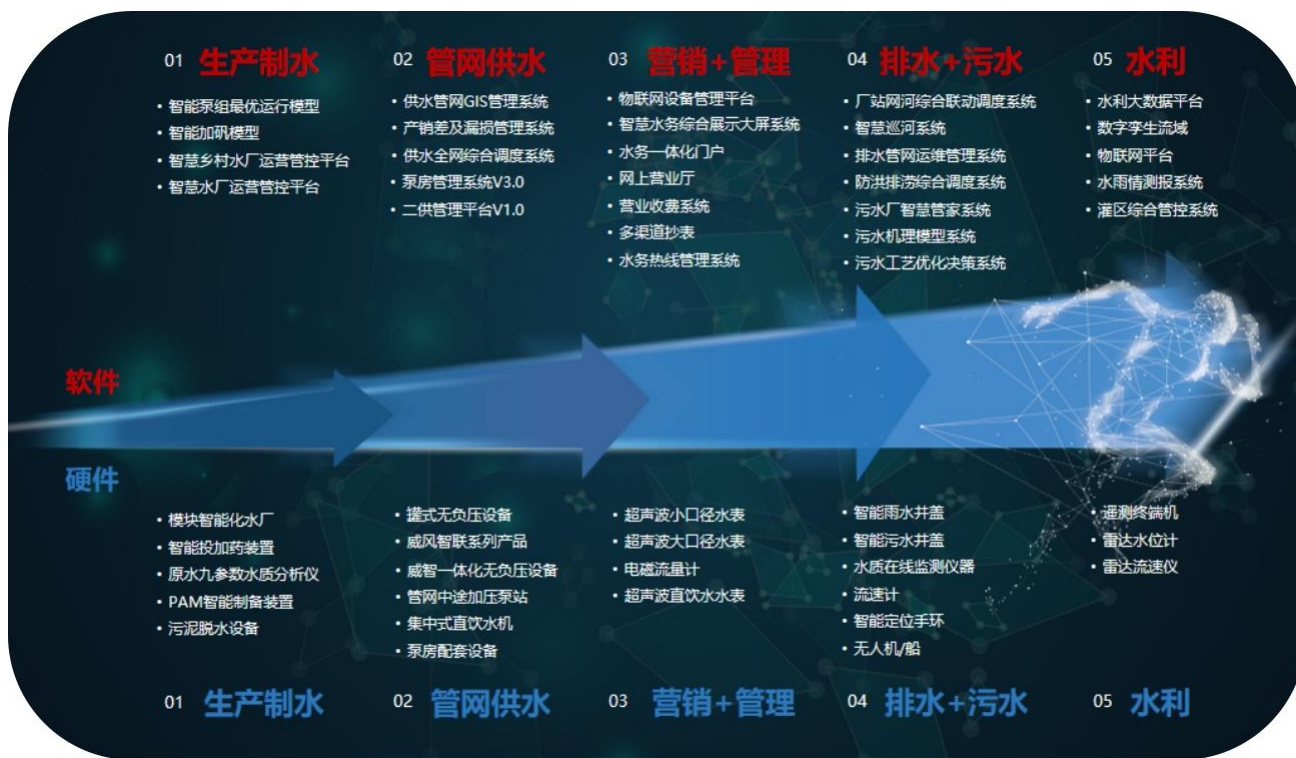 01 生产制水
• 智能泵组最优运行模型
• 智能加矾模型
• 智慧乡村水厂运营管控平台
• 智慧水厂运营管控平台
02 管网供水
• 供水管网GIS管理系统
• 产销差及漏损管理系统
• 供水全网综合调度系统
• 泵房管理系统V3.0
• 二供管理平台V1.0
03 营销+管理
• 物联网设备管理平台
• 智慧水务综合展示大屏系统
• 水务一体化门户
• 网上营业厅
• 营业收费系统
• 多渠道抄表
• 水务热线管理系统
04 排水+污水
• 厂站网河综合联动调度系统
• 智慧巡河系统
• 排水管网运维管理系统
• 防洪排涝综合调度系统
• 污水厂智慧管家系统
• 污水机理模型系统
• 污水工艺优化决策系统
05 水利
• 水利大数据平台
• 数字孪生流域
• 物联网平台
• 水雨情测报系统
• 灌区综合管控系统
软件
硬件
• 模块智能化水厂
• 智能投加药装置
• 原水九参数水质分析仪
• PAM智能制备装置
• 污泥脱水设备
01 生产制水
• 罐式无负压设备
• 威风智联系列产品
• 威智一体化无负压设备
• 管网中途加压泵站
• 集中式直饮水机
• 泵房配套设备
02 管网供水
• 超声波小口径水表
• 超声波大口径水表
• 电磁流量计
• 超声波直饮水水表
03 营销+管理
• 智能雨水井盖
• 智能污水井盖
• 水质在线监测仪器
• 流速计
• 智能定位手环
• 无人机/船
04 排水+污水
• 遥测终端机
• 雷达水位计
• 雷达流速仪
05 水利